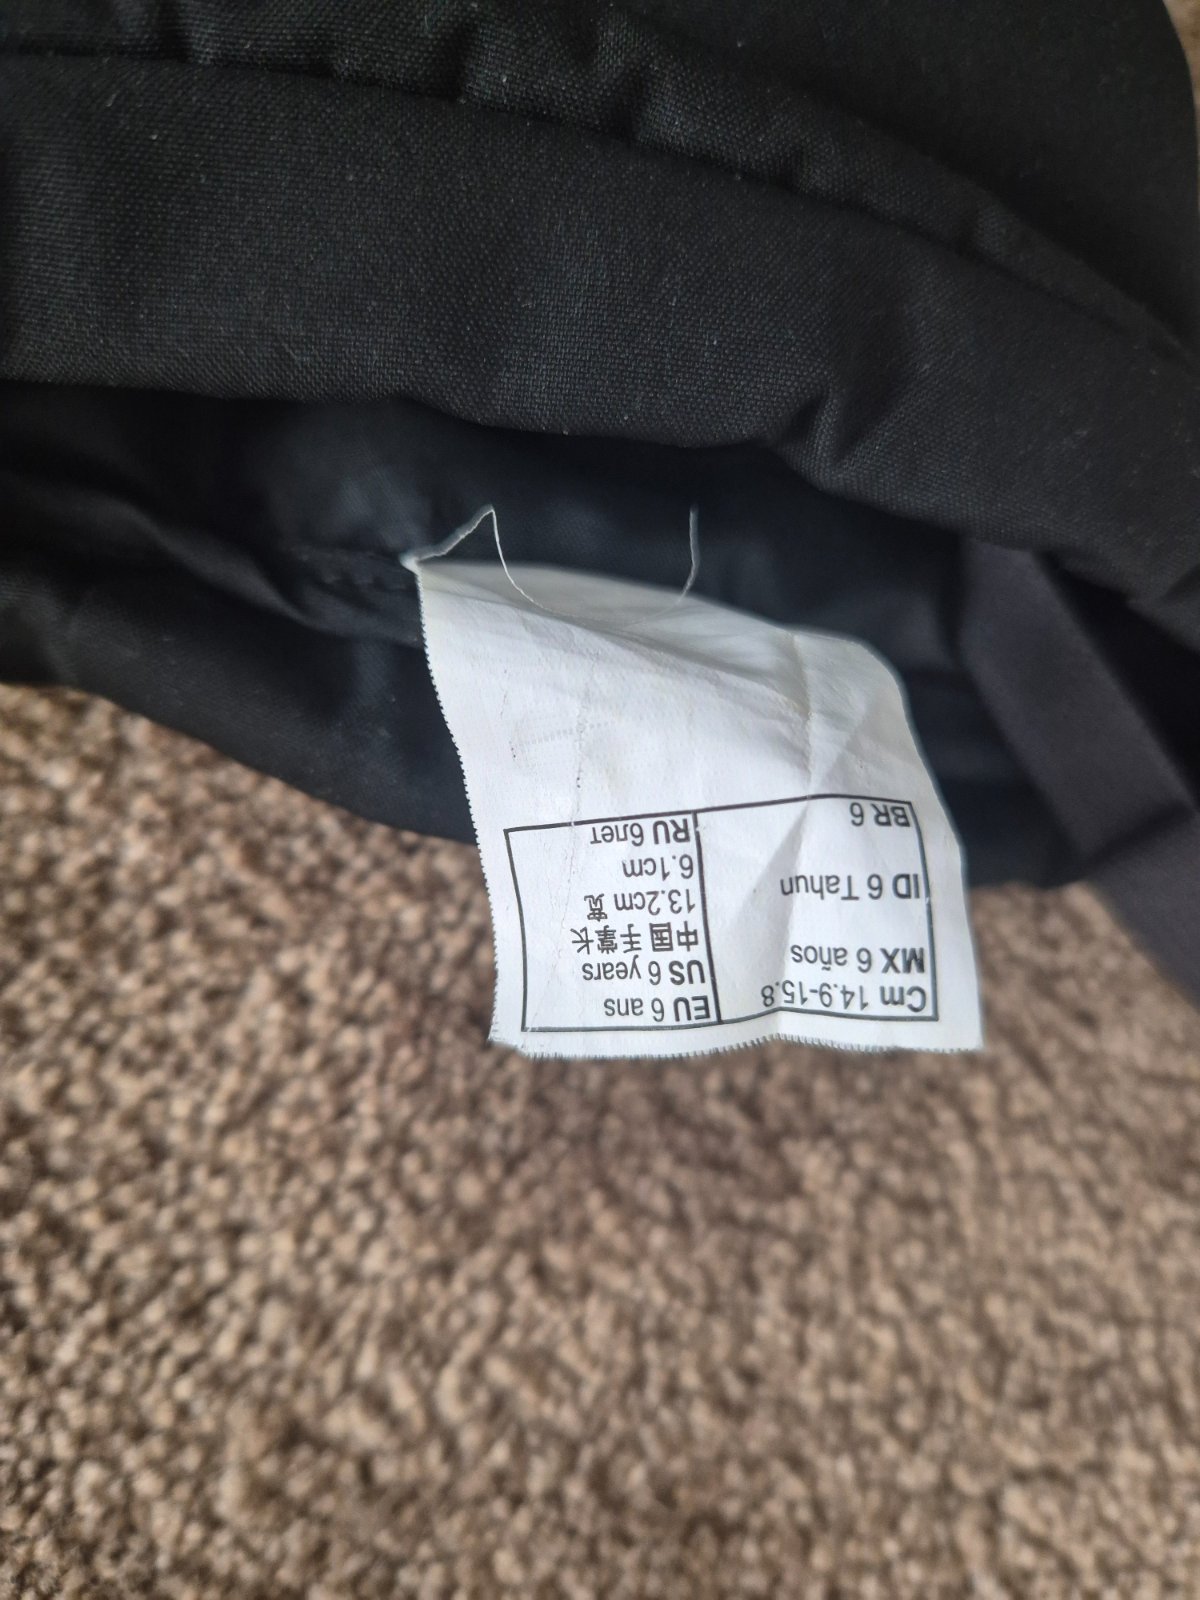 EU 6 ans
US 6 years
中国 手掌长
13.2cm 宽
6.1cm
RU 6лет
Cm 14.9-15.8
MX 6 años
ID 6 Tahun
BR 6